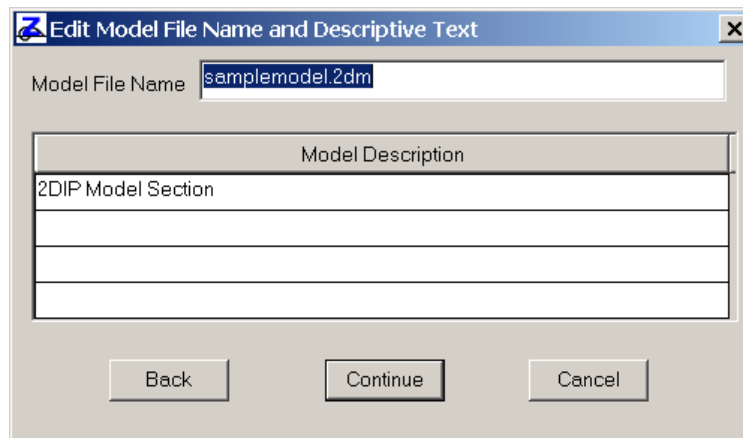 Edit Model File Name and Descriptive Text
Model File Name samplemodel.2dm
Model Description
2DIP Model Section
Back Continue Cancel